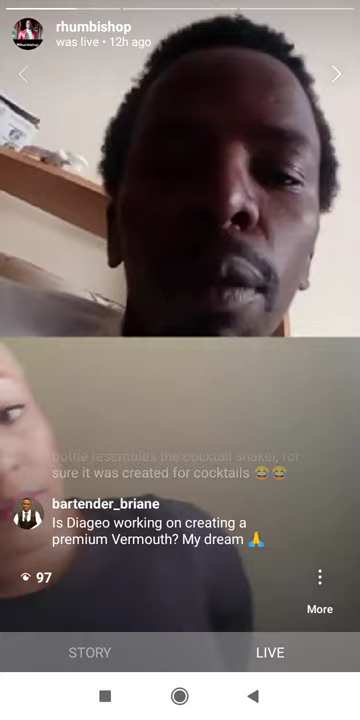 rhumbishop
was live • 12h ago
bottle resembles the cocktail shaker, for
sure it was created for cocktails 😂😂
bartender_briane
Is Diageo working on creating a
premium Vermouth? My dream 🙏
97
More
STORY
LIVE